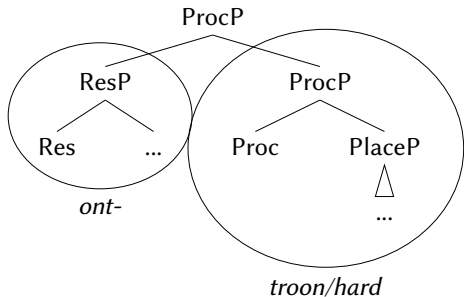 ProcP
ResP ProcP
Res ... Proc PlaceP
ont- ...
troon/hard